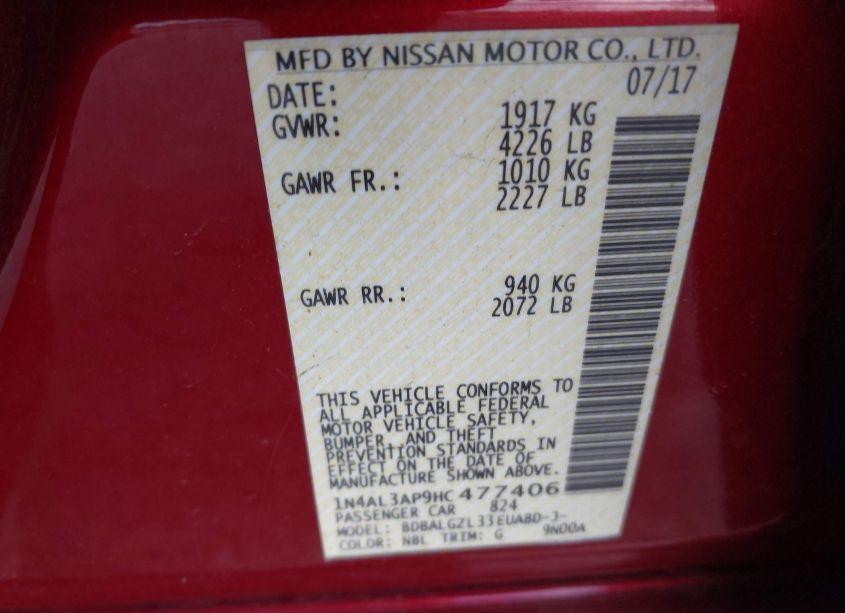 MFD BY NISSAN MOTOR CO., LTD.
DATE: 07/17
GVWR: 1917 KG
4226 LB
GAWR FR.: 1010 KG
2227 LB
GAWR RR.: 940 KG
2072 LB
THIS VEHICLE CONFORMS TO
ALL APPLICABLE FEDERAL
MOTOR VEHICLE SAFETY,
BUMPER, AND THEFT
PREVENTION STANDARDS IN
EFFECT ON THE DATE OF
MANUFACTURE SHOWN ABOVE.
1N4AL3AP9HC477406
PASSENGER CAR 824
MODEL: BDBALGZL33EUA8D-J-
COLOR: NBL TRIM: G 9N00A